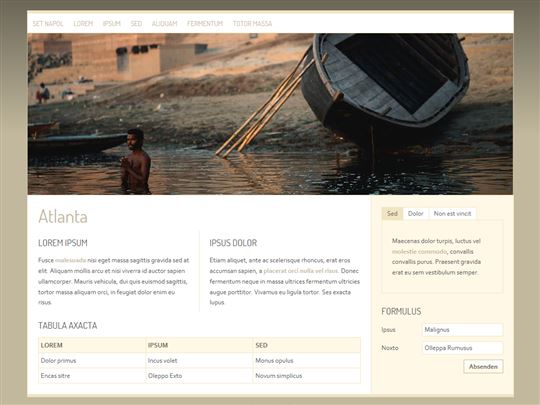 SET NAPOL LOREM IPSUM SED ALIQUAM FERMENTUM TOTOR MASSA
Atlanta
LOREM IPSUM
Fusce malesuada nisi eget massa sagittis gravida sed at
elit. Aliquam mollis arcu et nisi viverra id auctor sapien
ullamcorper. Mauris vehicula, dui quis euismod sagittis,
tortor massa aliquam orci, in feugiat dolor enim eu
risus.
IPSUS DOLOR
Etiam aliquet, ante ac scelerisque rhoncus, erat eros
accumsan sapien, a placerat orci nulla vel risus. Donec
fermentum neque in massa ultrices fermentum ultricies
augue porttitor. Vivamus eu ligula tortor. Ses exacta
lupus.
TABULA AXACTA
LOREM IPSUM SED
Dolor primus Incus volet Monus opulus
Encas sitre Oleppo Exto Novum simplicus
Sed Dolor Non est vincit
Maecenas dolor turpis, luctus vel
molestie commodo, convallis
convallis purus. Praesent gravida
erat eu sem vestibulum semper.
FORMULUS
Ipsus Malignus
Noxto Olleppa Rumusus
Absenden